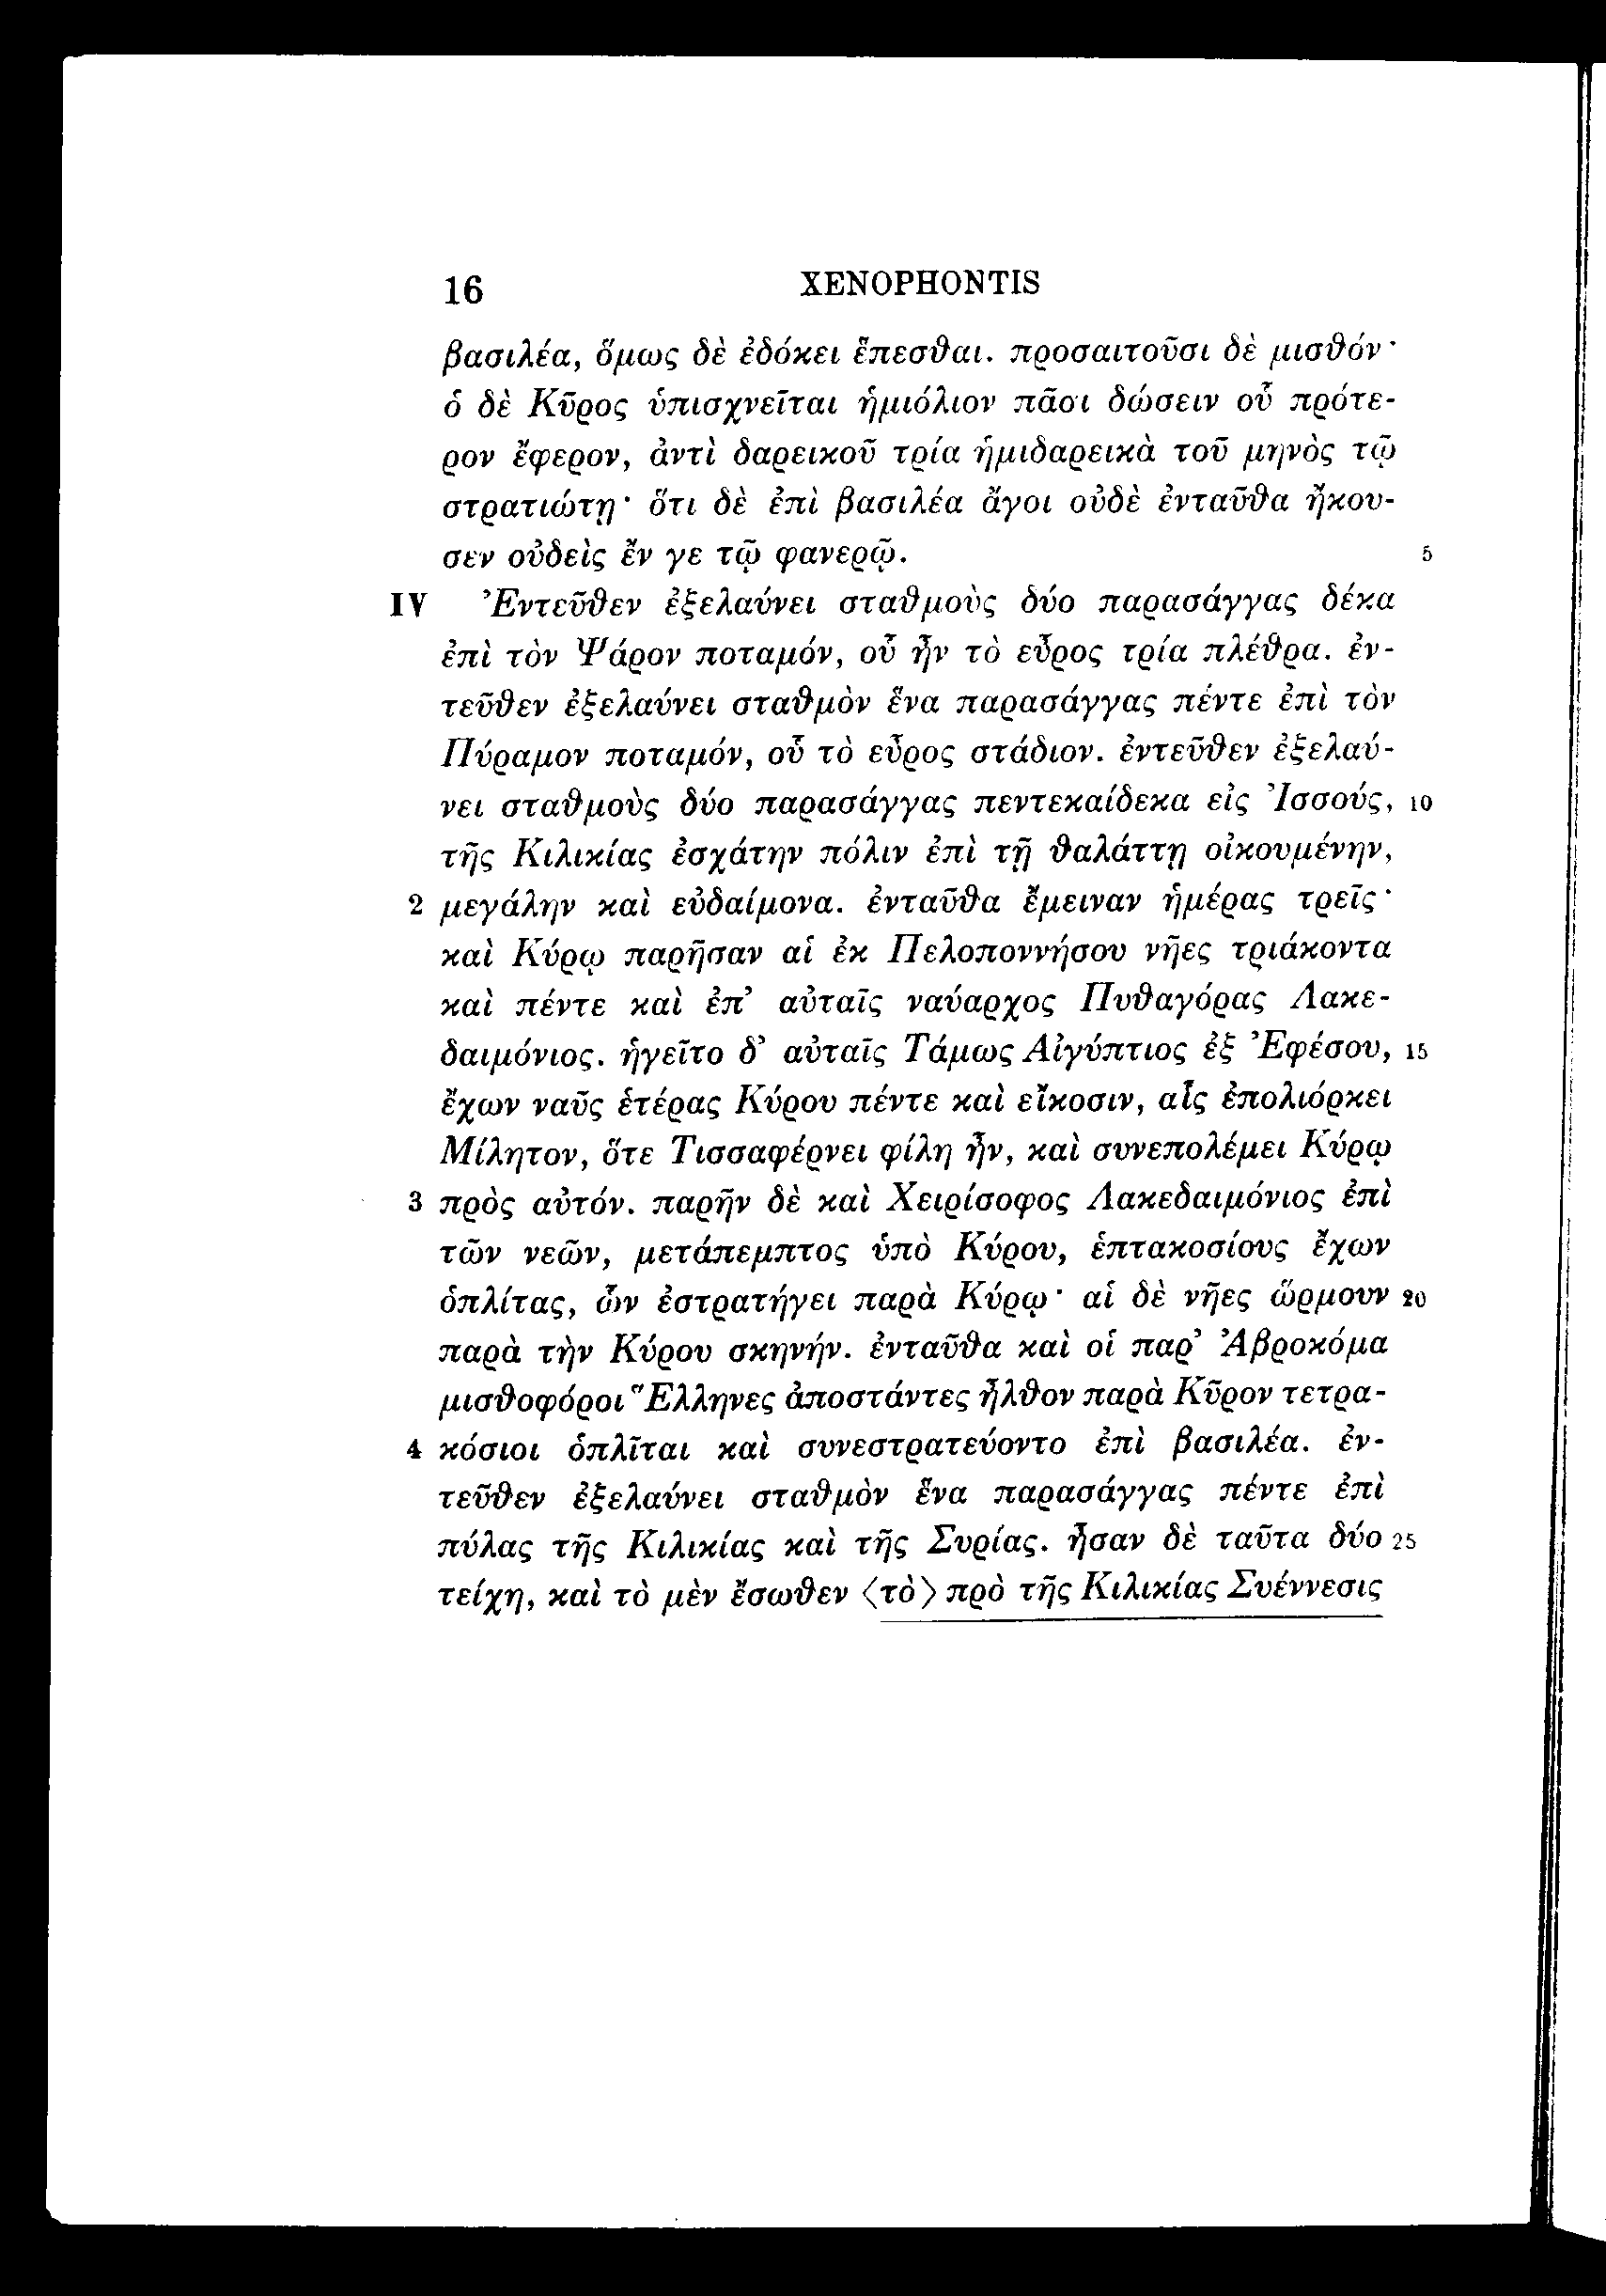 16 XENOPHONTIS
βασιλέα, ὅμως δὲ ἐδόκει ἕπεσθαι. προσαιτοῦσι δὲ μισθόν·
ὁ δὲ Κῦρος ὑπισχνεῖται ἡμιόλιον πᾶσι δώσειν οὗ πρότε-
ρον ἔφερον, ἀντὶ δαρεικοῦ τρία ἡμιδαρεικὰ τοῦ μηνὸς τῷ
στρατιώτῃ· ὅτι δὲ ἐπὶ βασιλέα ἄγοι οὐδὲ ἐνταῦθα ἤκου-
σεν οὐδεὶς ἔν γε τῷ φανερῷ. 5
IV Ἐντεῦθεν ἐξελαύνει σταθμοὺς δύο παρασάγγας δέκα
ἐπὶ τὸν Ψάρον ποταμόν, οὗ ἦν τὸ εὖρος τρία πλέθρα. ἐν-
τεῦθεν ἐξελαύνει σταθμὸν ἕνα παρασάγγας πέντε ἐπὶ τὸν
Πύραμον ποταμόν, οὗ τὸ εὖρος στάδιον. ἐντεῦθεν ἐξελαύ-
νει σταθμοὺς δύο παρασάγγας πεντεκαίδεκα εἰς Ἰσσούς, 10
τῆς Κιλικίας ἐσχάτην πόλιν ἐπὶ τῇ θαλάττῃ οἰκουμένην,
2 μεγάλην καὶ εὐδαίμονα. ἐνταῦθα ἔμειναν ἡμέρας τρεῖς·
καὶ Κύρῳ παρῆσαν αἱ ἐκ Πελοποννήσου νῆες τριάκοντα
καὶ πέντε καὶ ἐπ’ αὐταῖς ναύαρχος Πυθαγόρας Λακε-
δαιμόνιος. ἡγεῖτο δ’ αὐταῖς Τάμως Αἰγύπτιος ἐξ Ἐφέσου, 15
ἔχων ναῦς ἑτέρας Κύρου πέντε καὶ εἴκοσιν, αἷς ἐπολιόρκει
Μίλητον, ὅτε Τισσαφέρνει φίλη ἦν, καὶ συνεπολέμει Κύρῳ
3 πρὸς αὐτόν. παρῆν δὲ καὶ Χειρίσοφος Λακεδαιμόνιος ἐπὶ
τῶν νεῶν, μετάπεμπτος ὑπὸ Κύρου, ἑπτακοσίους ἔχων
ὁπλίτας, ὧν ἐστρατήγει παρὰ Κύρῳ· αἱ δὲ νῆες ὥρμουν 20
παρὰ τὴν Κύρου σκηνήν. ἐνταῦθα καὶ οἱ παρ’ Ἀβροκόμα
μισθοφόροι Ἕλληνες ἀποστάντες ἦλθον παρὰ Κῦρον τετρα-
4 κόσιοι ὁπλῖται καὶ συνεστρατεύοντο ἐπὶ βασιλέα. ἐν-
τεῦθεν ἐξελαύνει σταθμὸν ἕνα παρασάγγας πέντε ἐπὶ
πύλας τῆς Κιλικίας καὶ τῆς Συρίας. ἦσαν δὲ ταῦτα δύο 25
τείχη, καὶ τὸ μὲν ἔσωθεν ⟨τὸ⟩ πρὸ τῆς Κιλικίας Συέννεσις